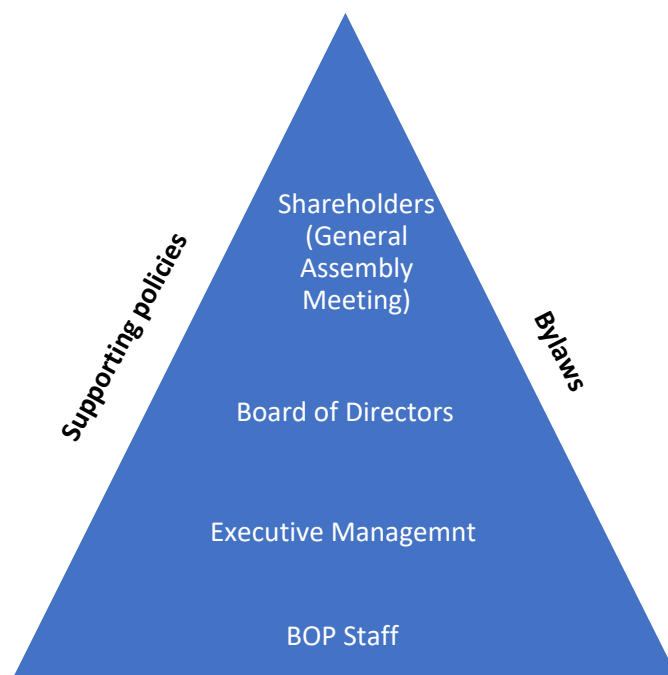 Shareholders
(General
Assembly
Meeting)
Supporting policies
Bylaws
Board of Directors
Executive Managemnt
BOP Staff